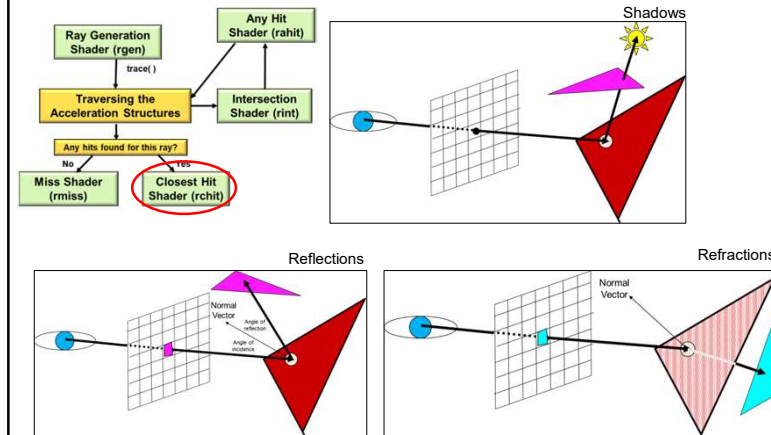 Ray Generation
Shader (rgen)
trace( )
Any Hit
Shader (rahit)
Traversing the
Acceleration Structures
Intersection
Shader (rint)
Any hits found for this ray?
No
Yes
Miss Shader
(rmiss)
Closest Hit
Shader (rchit)
Shadows
Reflections
Normal
Vector
Angle of
reflection
Angle of
incidence
Refractions
Normal
Vector